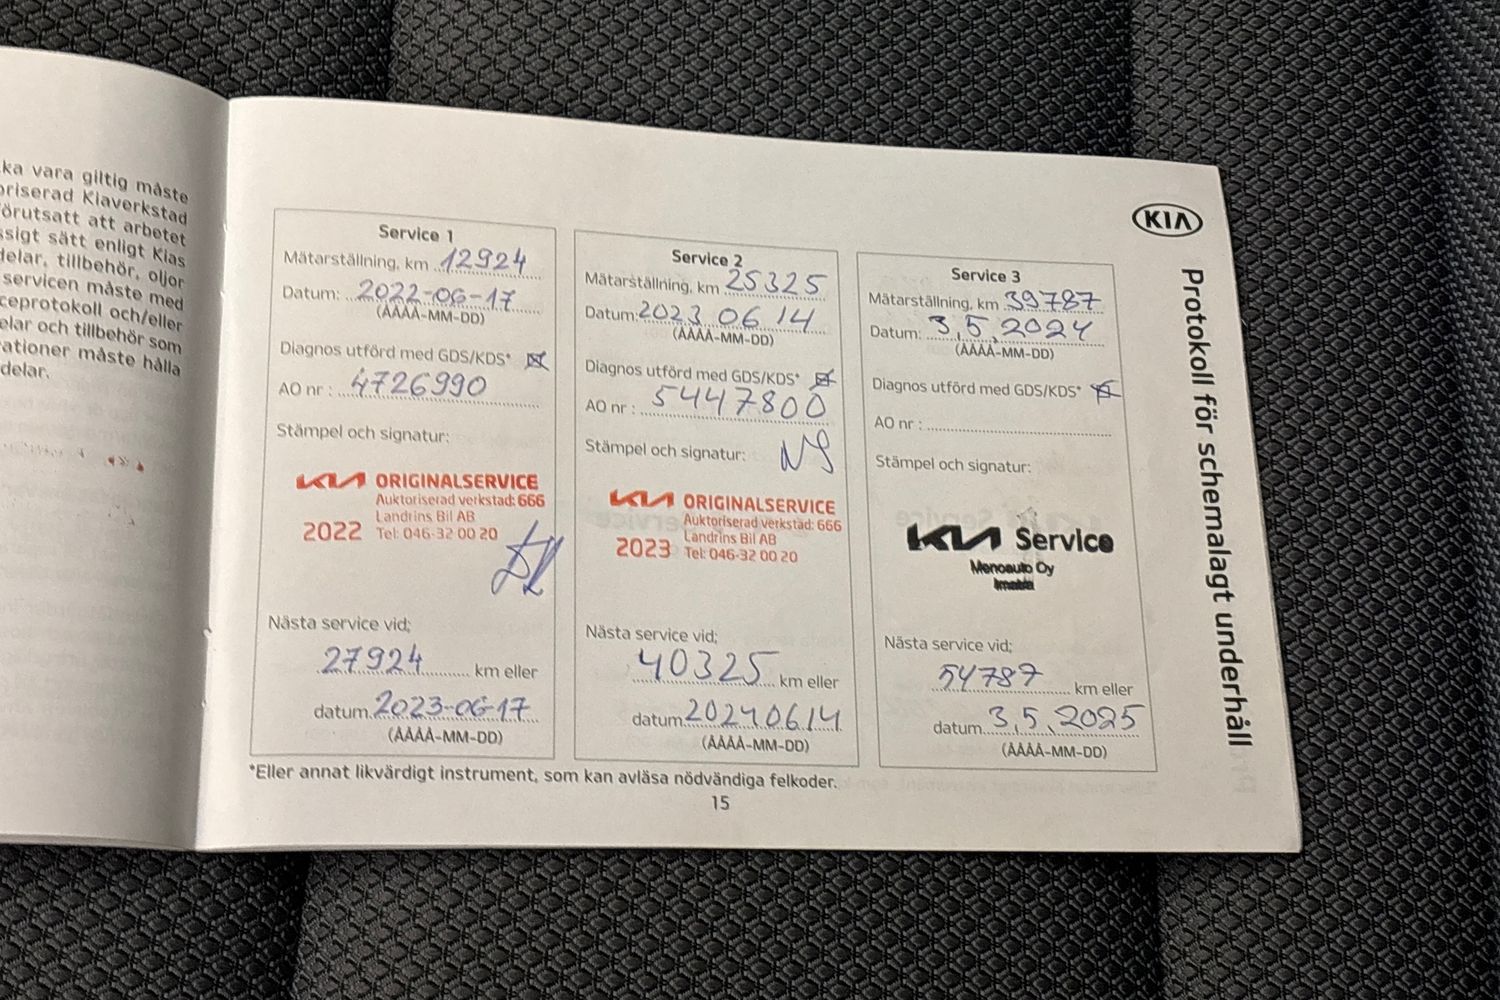 ka vara giltig måste
oriserad Kiaverkstad
örutsatt att arbetet
ssigt sätt enligt Kias
delar, tillbehör, oljor
servicen måste med
ceprotokoll och/eller
elar och tillbehör som
ationer måste hålla
delar.
KIA
Protokoll för schemalagt underhåll
Service 1
Mätarställning, km 12924
Datum: 2022-06-17
(ÅÅÅÅ-MM-DD)
Diagnos utförd med GDS/KDS*
AO nr : 4726990
Stämpel och signatur:
KIA ORIGINALSERVICE
Auktoriserad verkstad: 666
Landrins Bil AB
2022 Tel: 046-32 00 20
Nästa service vid;
27924 km eller
datum 2023-06-17
(ÅÅÅÅ-MM-DD)
Service 2
Mätarställning, km 25325
Datum: 2023 06 14
(ÅÅÅÅ-MM-DD)
Diagnos utförd med GDS/KDS*
AO nr : 5447800
Stämpel och signatur:
KIA ORIGINALSERVICE
Auktoriserad verkstad: 666
Landrins Bil AB
2023 Tel: 046-32 00 20
Nästa service vid;
40325 km eller
datum 2024.06.14
(ÅÅÅÅ-MM-DD)
Service 3
Mätarställning, km 39787
Datum: 3.5.2024
(ÅÅÅÅ-MM-DD)
Diagnos utförd med GDS/KDS*
AO nr :
Stämpel och signatur:
KIA Service
Menoauto Oy
Imatra
Nästa service vid;
54787 km eller
datum 3.5.2025
(ÅÅÅÅ-MM-DD)
*Eller annat likvärdigt instrument, som kan avläsa nödvändiga felkoder.
15